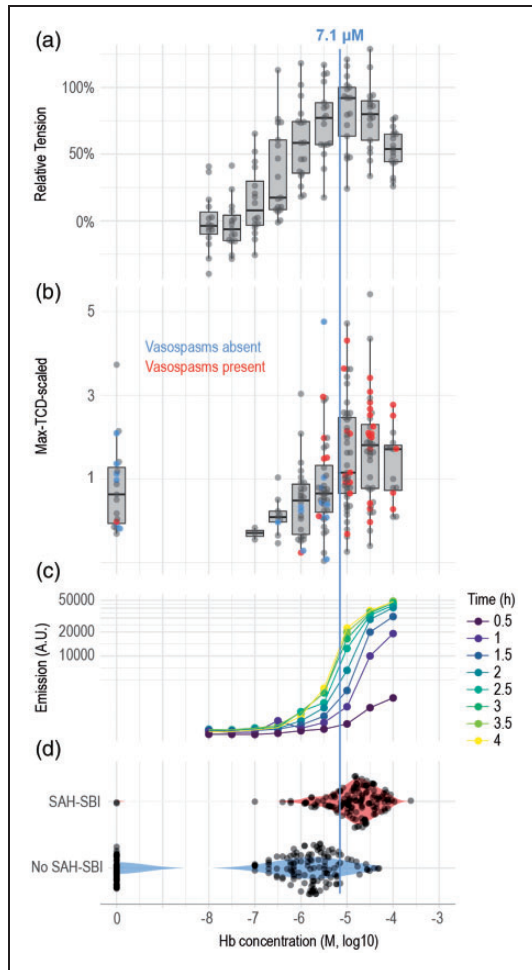 7.1 µM
(a)
100%
50%
0%
Relative Tension
(b)
5
3
1
Vasospasms absent
Vasospasms present
Max-TCD-scaled
(c)
50000
20000
10000
Emission (A.U.)
Time (h)
0.5
1
1.5
2
2.5
3
3.5
4
(d)
SAH-SBI
No SAH-SBI
0 -8 -7 -6 -5 -4 -3
Hb concentration (M, log10)